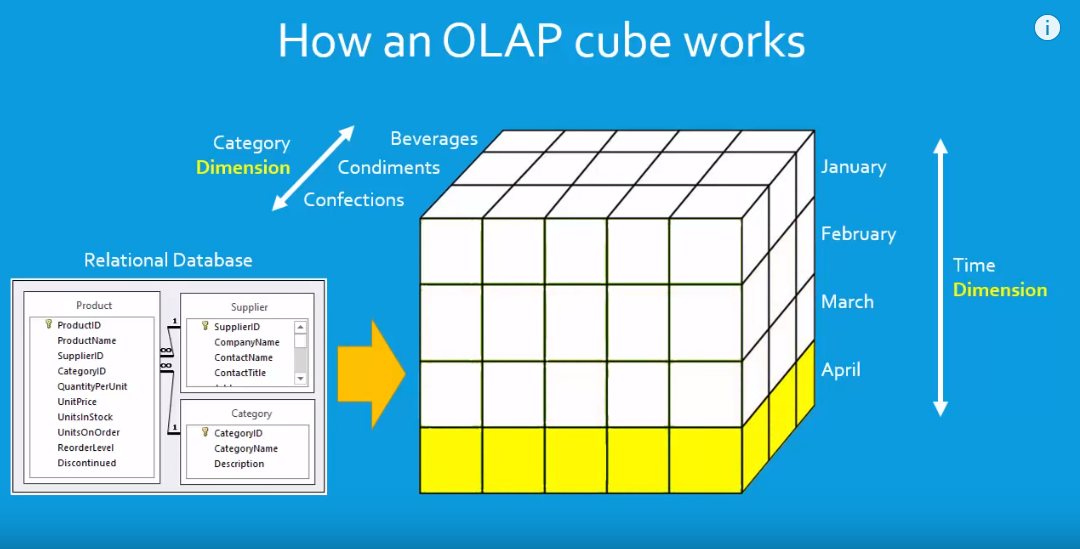 How an OLAP cube works
i
Category
Dimension
Beverages
Condiments
Confections
January
February
March
April
Time
Dimension
Relational Database
Product
ProductID
ProductName
SupplierID
CategoryID
QuantityPerUnit
UnitPrice
UnitsInStock
UnitsOnOrder
ReorderLevel
Discontinued
1
∞
∞
1
Supplier
SupplierID
CompanyName
ContactName
ContactTitle
Category
CategoryID
CategoryName
Description